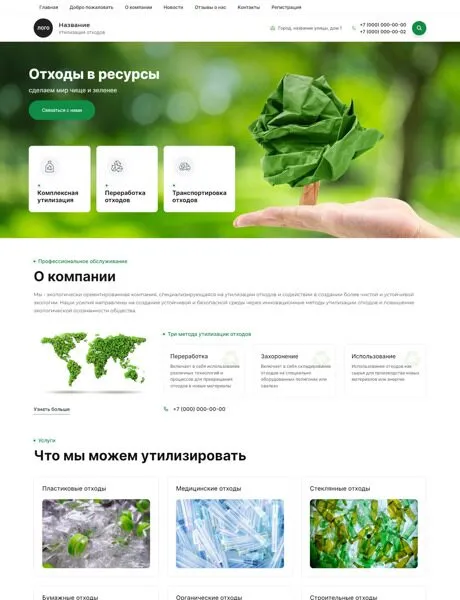 Главная Добро пожаловать О компании Новости Отзывы о нас Контакты Регистрация
ЛОГО
Название
Утилизация отходов
Город, название улицы, дом 7
+7 (000) 000-00-00
+7 (000) 000-00-02
Отходы в ресурсы
сделаем мир чище и зеленее
Связаться с нами
Комплексная
утилизация
Переработка
отходов
Транспортировка
отходов
Профессиональное обслуживание
О компании
Мы - экологически ориентированная компания, специализирующаяся на утилизации отходов и содействии в создании более чистой и устойчивой
экологии. Наши усилия направлены на создание устойчивой и безопасной среды через инновационные методы утилизации отходов и повышение
экологической осознанности общества.
Три метода утилизации отходов
Переработка
Включает в себя использование
различных технологий и
процессов для превращения
отходов в новые материалы
Захоронение
Включает в себя складирование
отходов на специально
оборудованных полигонах или
свалках
Использование
Использование отходов как
сырья для производства новых
материалов или энергии
Узнать больше
+7 (000) 000-00-00
Услуги
Что мы можем утилизировать
Пластиковые отходы
Медицинские отходы
Стеклянные отходы
Бумажные отходы
Органические отходы
Строительные отходы